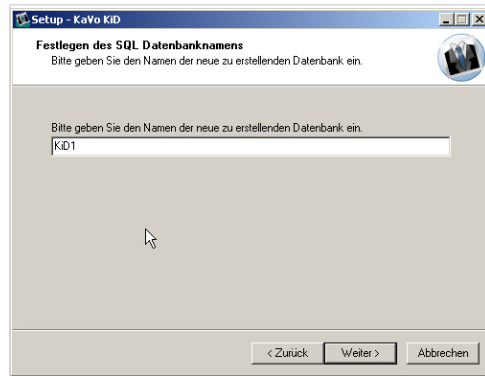 Setup - KaVo KiD
Festlegen des SQL Datenbanknamens
Bitte geben Sie den Namen der neue zu erstellenden Datenbank ein.
Bitte geben Sie den Namen der neue zu erstellenden Datenbank ein.
KiD1
< Zurück
Weiter >
Abbrechen